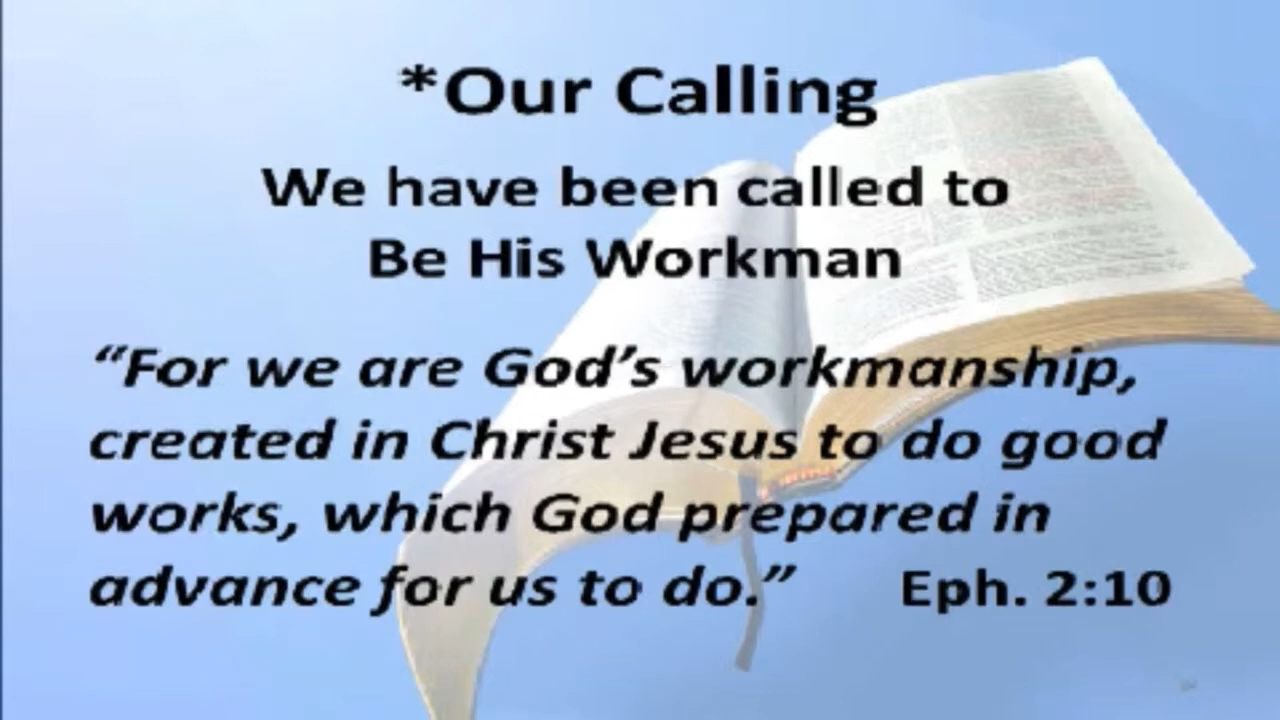 *Our Calling
We have been called to
Be His Workman
“For we are God’s workmanship,
created in Christ Jesus to do good
works, which God prepared in
advance for us to do.” Eph. 2:10